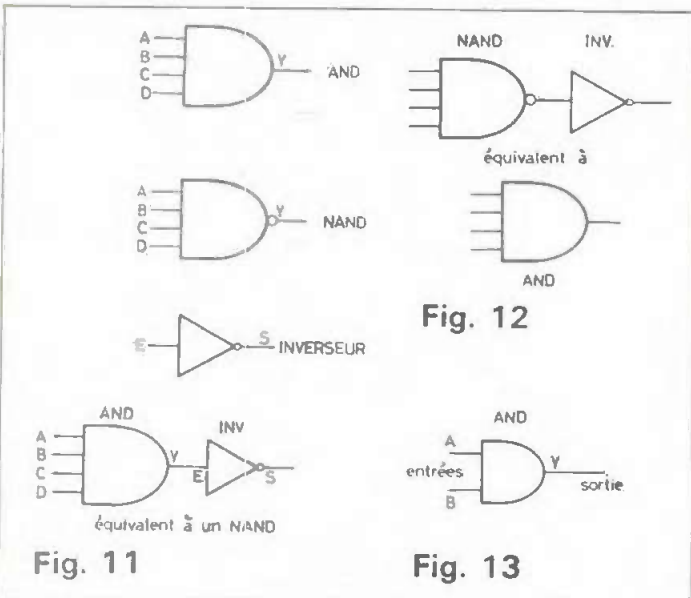 A
B
C
D
Y
AND
A
B
C
D
Y
NAND
E
S
INVERSEUR
AND
INV
A
B
C
D
Y
E
S
équivalent à un NAND
Fig. 11
NAND
INV.
équivalent à
AND
Fig. 12
AND
A
entrées
B
Y
sortie
Fig. 13